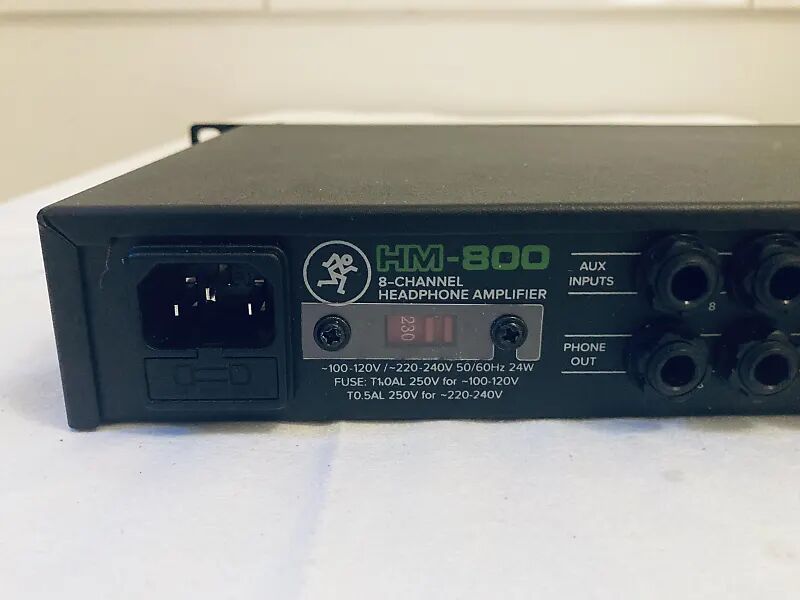 HM-800
8-CHANNEL
HEADPHONE AMPLIFIER
230
~100-120V / ~220-240V 50/60Hz 24W
FUSE: T1.0AL 250V for ~100-120V
T0.5AL 250V for ~220-240V
AUX
INPUTS
8
PHONE
OUT
8